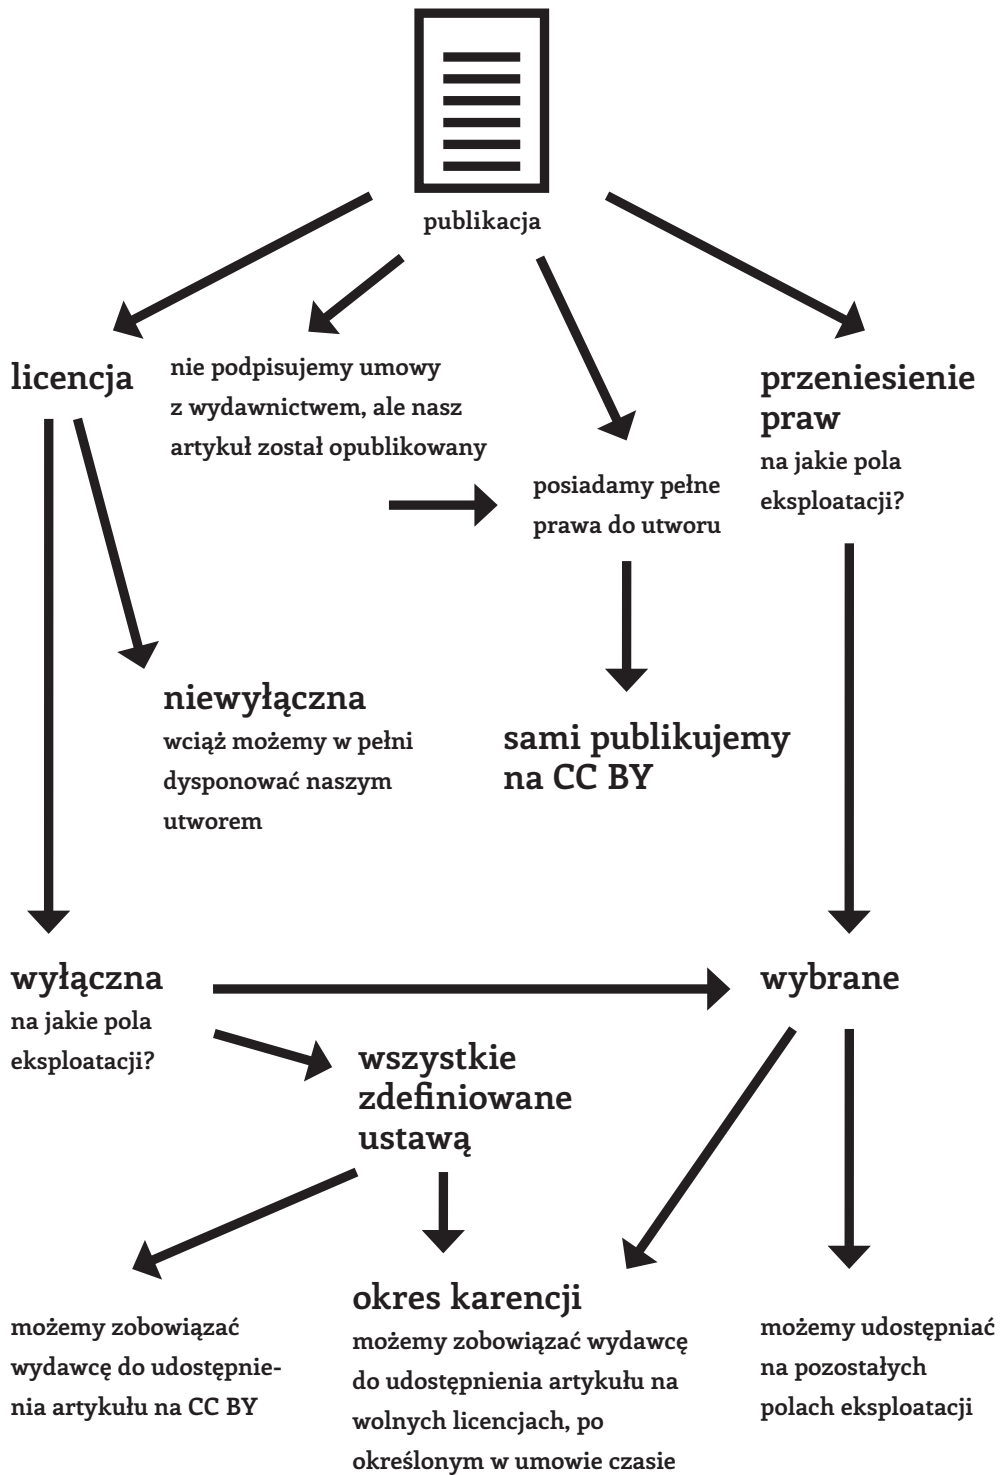 publikacja
licencja
nie podpisujemy umowy
z wydawnictwem, ale nasz
artykuł został opublikowany
posiadamy pełne
prawa do utworu
przeniesienie
praw
na jakie pola
eksploatacji?
niewyłączna
wciąż możemy w pełni
dysponować naszym
utworem
sami publikujemy
na CC BY
wyłączna
na jakie pola
eksploatacji?
wybrane
wszystkie
zdefiniowane
ustawą
możemy zobowiązać
wydawcę do udostępnie-
nia artykułu na CC BY
okres karencji
możemy zobowiązać wydawcę
do udostępnienia artykułu na
wolnych licencjach, po
określonym w umowie czasie
możemy udostępniać
na pozostałych
polach eksploatacji